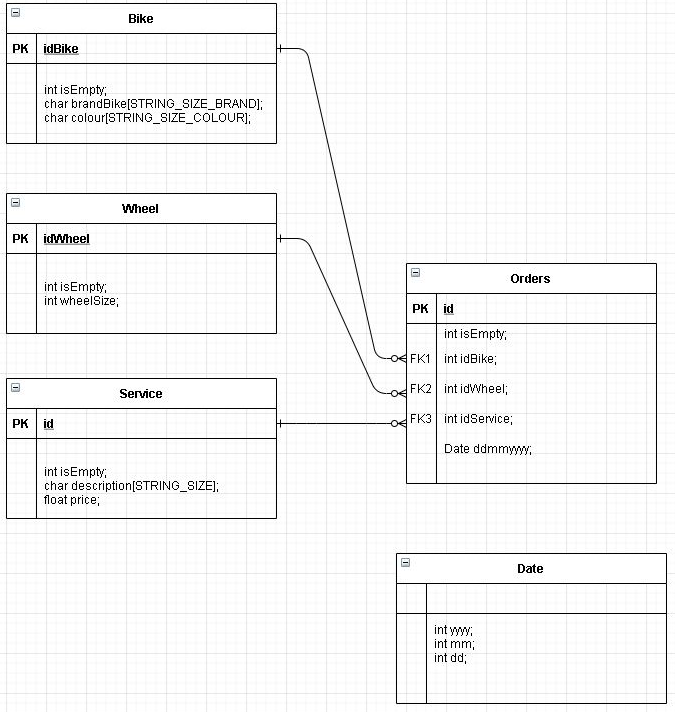 Bike
PK idBike
int isEmpty;
char brandBike[STRING_SIZE_BRAND];
char colour[STRING_SIZE_COLOUR];
Wheel
PK idWheel
int isEmpty;
int wheelSize;
Service
PK id
int isEmpty;
char description[STRING_SIZE];
float price;
Orders
PK id
int isEmpty;
FK1 int idBike;
FK2 int idWheel;
FK3 int idService;
Date ddmmyyyy;
Date
int yyyy;
int mm;
int dd;